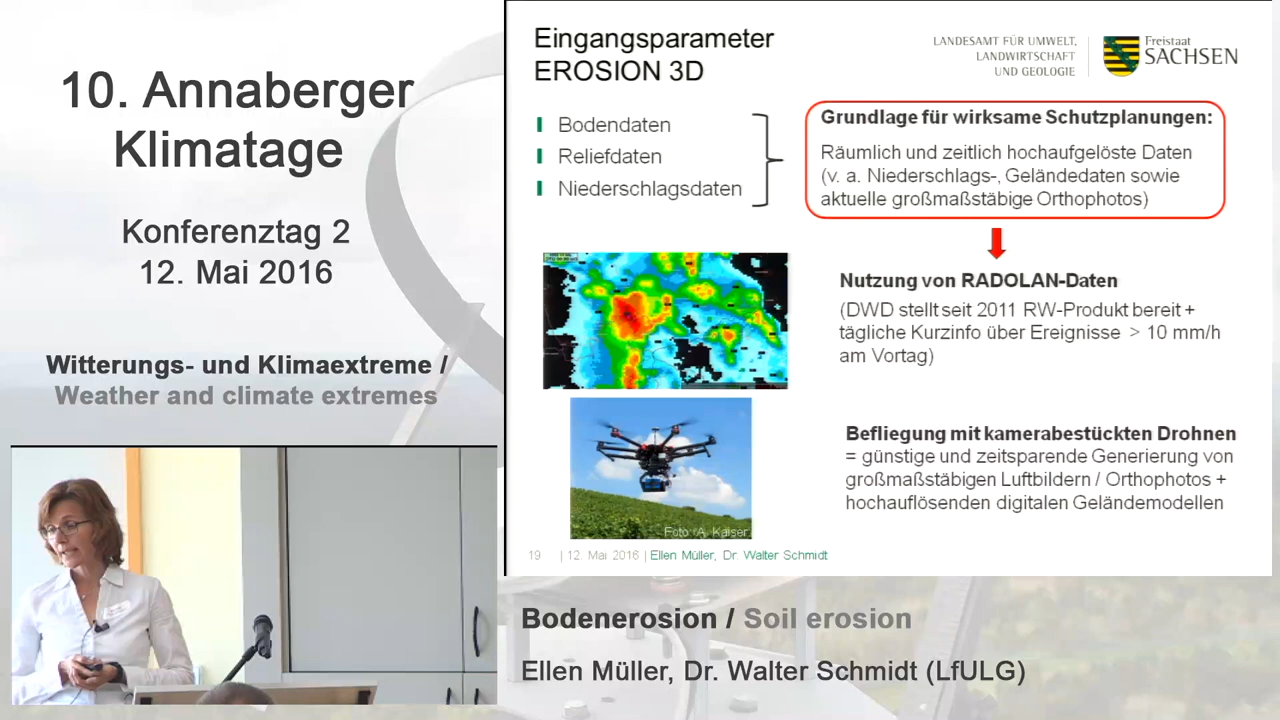 10. Annaberger
Klimatage
Konferenztag 2
12. Mai 2016
Witterungs- und Klimaextreme /
Weather and climate extremes
Eingangsparameter
EROSION 3D
LANDESAMT FÜR UMWELT,
LANDWIRTSCHAFT
UND GEOLOGIE
Freistaat
SACHSEN
Bodendaten
Reliefdaten
Niederschlagsdaten
Grundlage für wirksame Schutzplanungen:
Räumlich und zeitlich hochaufgelöste Daten
(v. a. Niederschlags-, Geländedaten sowie
aktuelle großmaßstäbige Orthophotos)
Nutzung von RADOLAN-Daten
(DWD stellt seit 2011 RW-Produkt bereit +
tägliche Kurzinfo über Ereignisse > 10 mm/h
am Vortag)
Befliegung mit kamerabestückten Drohnen
= günstige und zeitsparende Generierung von
großmaßstäbigen Luftbildern / Orthophotos +
hochauflösenden digitalen Geländemodellen
Foto: A. Kaiser
19 | 12. Mai 2016 | Ellen Müller, Dr. Walter Schmidt
Bodenerosion / Soil erosion
Ellen Müller, Dr. Walter Schmidt (LfULG)